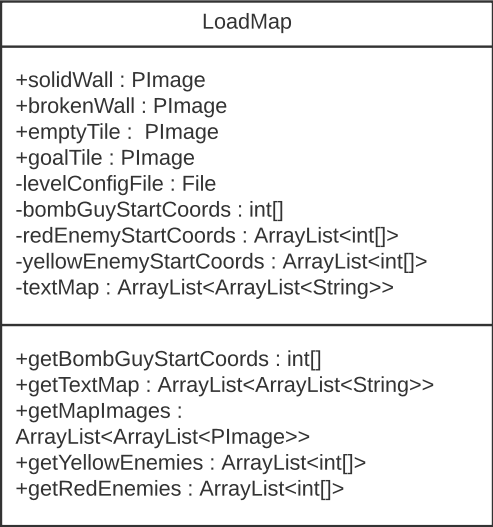 LoadMap
+solidWall : PImage
+brokenWall : PImage
+emptyTile :  PImage
+goalTile : PImage
-levelConfigFile : File
-bombGuyStartCoords : int[]
-redEnemyStartCoords : ArrayList<int[]>
-yellowEnemyStartCoords : ArrayList<int[]>
-textMap : ArrayList<ArrayList<String>>
+getBombGuyStartCoords : int[]
+getTextMap : ArrayList<ArrayList<String>>
+getMapImages :
ArrayList<ArrayList<PImage>>
+getYellowEnemies : ArrayList<int[]>
+getRedEnemies : ArrayList<int[]>